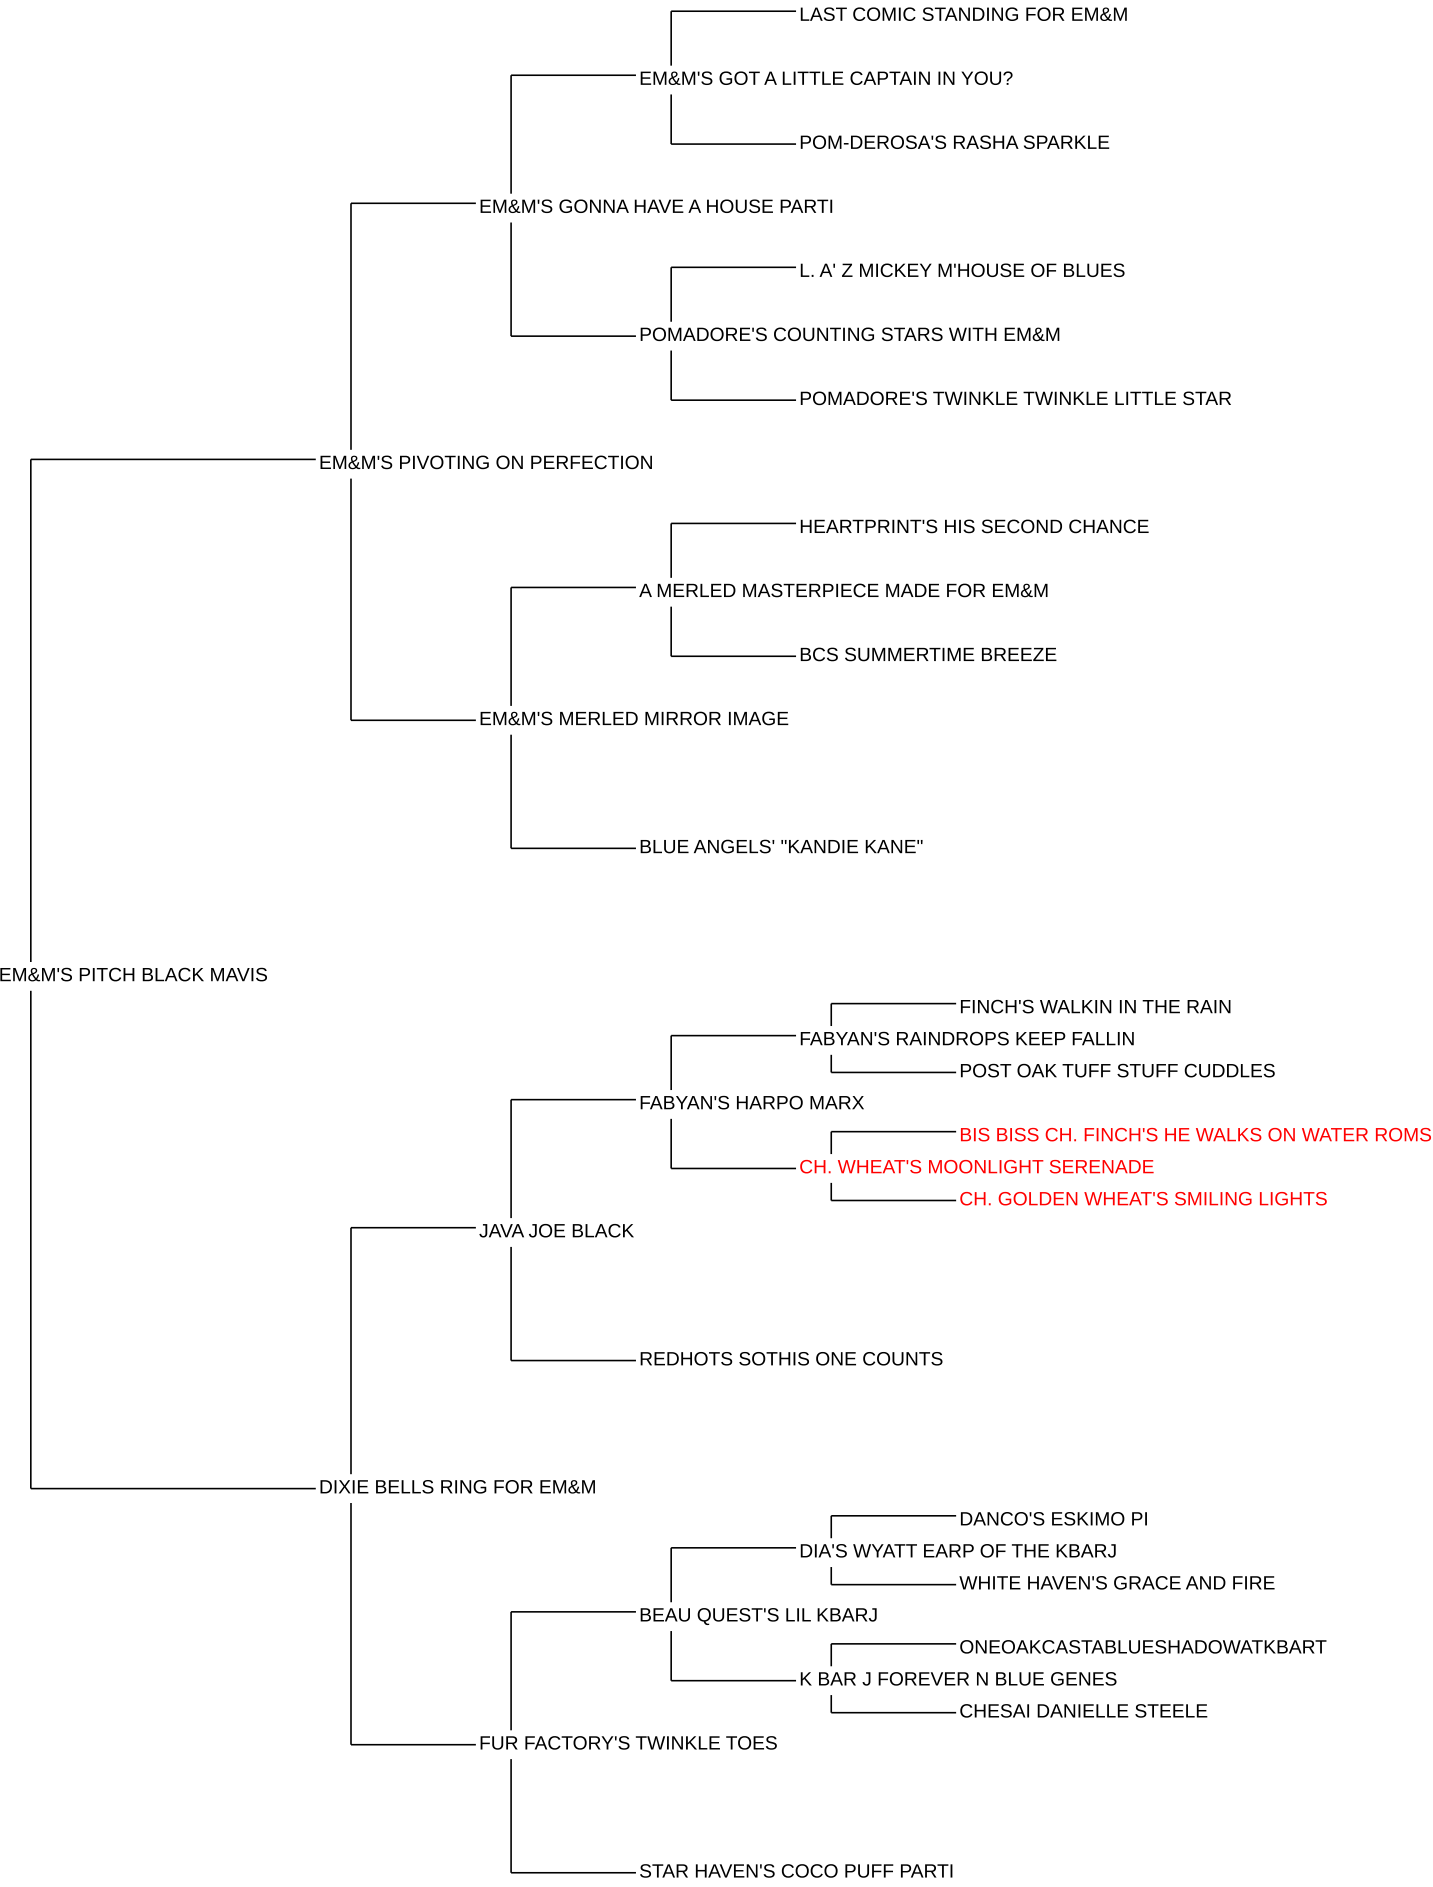 LAST COMIC STANDING FOR EM&M
EM&M'S GOT A LITTLE CAPTAIN IN YOU?
POM-DEROSA'S RASHA SPARKLE
EM&M'S GONNA HAVE A HOUSE PARTI
L. A' Z MICKEY M'HOUSE OF BLUES
POMADORE'S COUNTING STARS WITH EM&M
POMADORE'S TWINKLE TWINKLE LITTLE STAR
EM&M'S PIVOTING ON PERFECTION
HEARTPRINT'S HIS SECOND CHANCE
A MERLED MASTERPIECE MADE FOR EM&M
BCS SUMMERTIME BREEZE
EM&M'S MERLED MIRROR IMAGE
BLUE ANGELS' "KANDIE KANE"
EM&M'S PITCH BLACK MAVIS
FINCH'S WALKIN IN THE RAIN
FABYAN'S RAINDROPS KEEP FALLIN
POST OAK TUFF STUFF CUDDLES
FABYAN'S HARPO MARX
BIS BISS CH. FINCH'S HE WALKS ON WATER ROMS
CH. WHEAT'S MOONLIGHT SERENADE
CH. GOLDEN WHEAT'S SMILING LIGHTS
JAVA JOE BLACK
REDHOTS SOTHIS ONE COUNTS
DIXIE BELLS RING FOR EM&M
DANCO'S ESKIMO PI
DIA'S WYATT EARP OF THE KBARJ
WHITE HAVEN'S GRACE AND FIRE
BEAU QUEST'S LIL KBARJ
ONEOAKCASTABLUESHADOWATKBART
K BAR J FOREVER N BLUE GENES
CHESAI DANIELLE STEELE
FUR FACTORY'S TWINKLE TOES
STAR HAVEN'S COCO PUFF PARTI